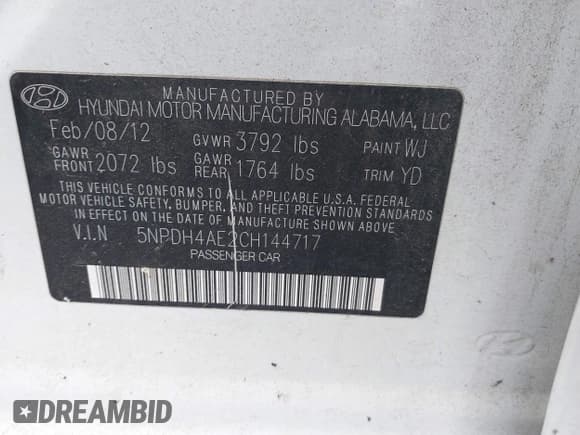 MANUFACTURED BY
HYUNDAI MOTOR MANUFACTURING ALABAMA, LLC
Feb/08/12 GVWR 3792 lbs PAINT WJ
GAWR FRONT 2072 lbs GAWR REAR 1764 lbs TRIM YD
THIS VEHICLE CONFORMS TO ALL APPLICABLE U.S.A. FEDERAL
MOTOR VEHICLE SAFETY, BUMPER, AND THEFT PREVENTION STANDARDS
IN EFFECT ON THE DATE OF MANUFACTURE SHOWN ABOVE.
V.I.N 5NPDH4AE2CH144717
PASSENGER CAR
DREAMBID